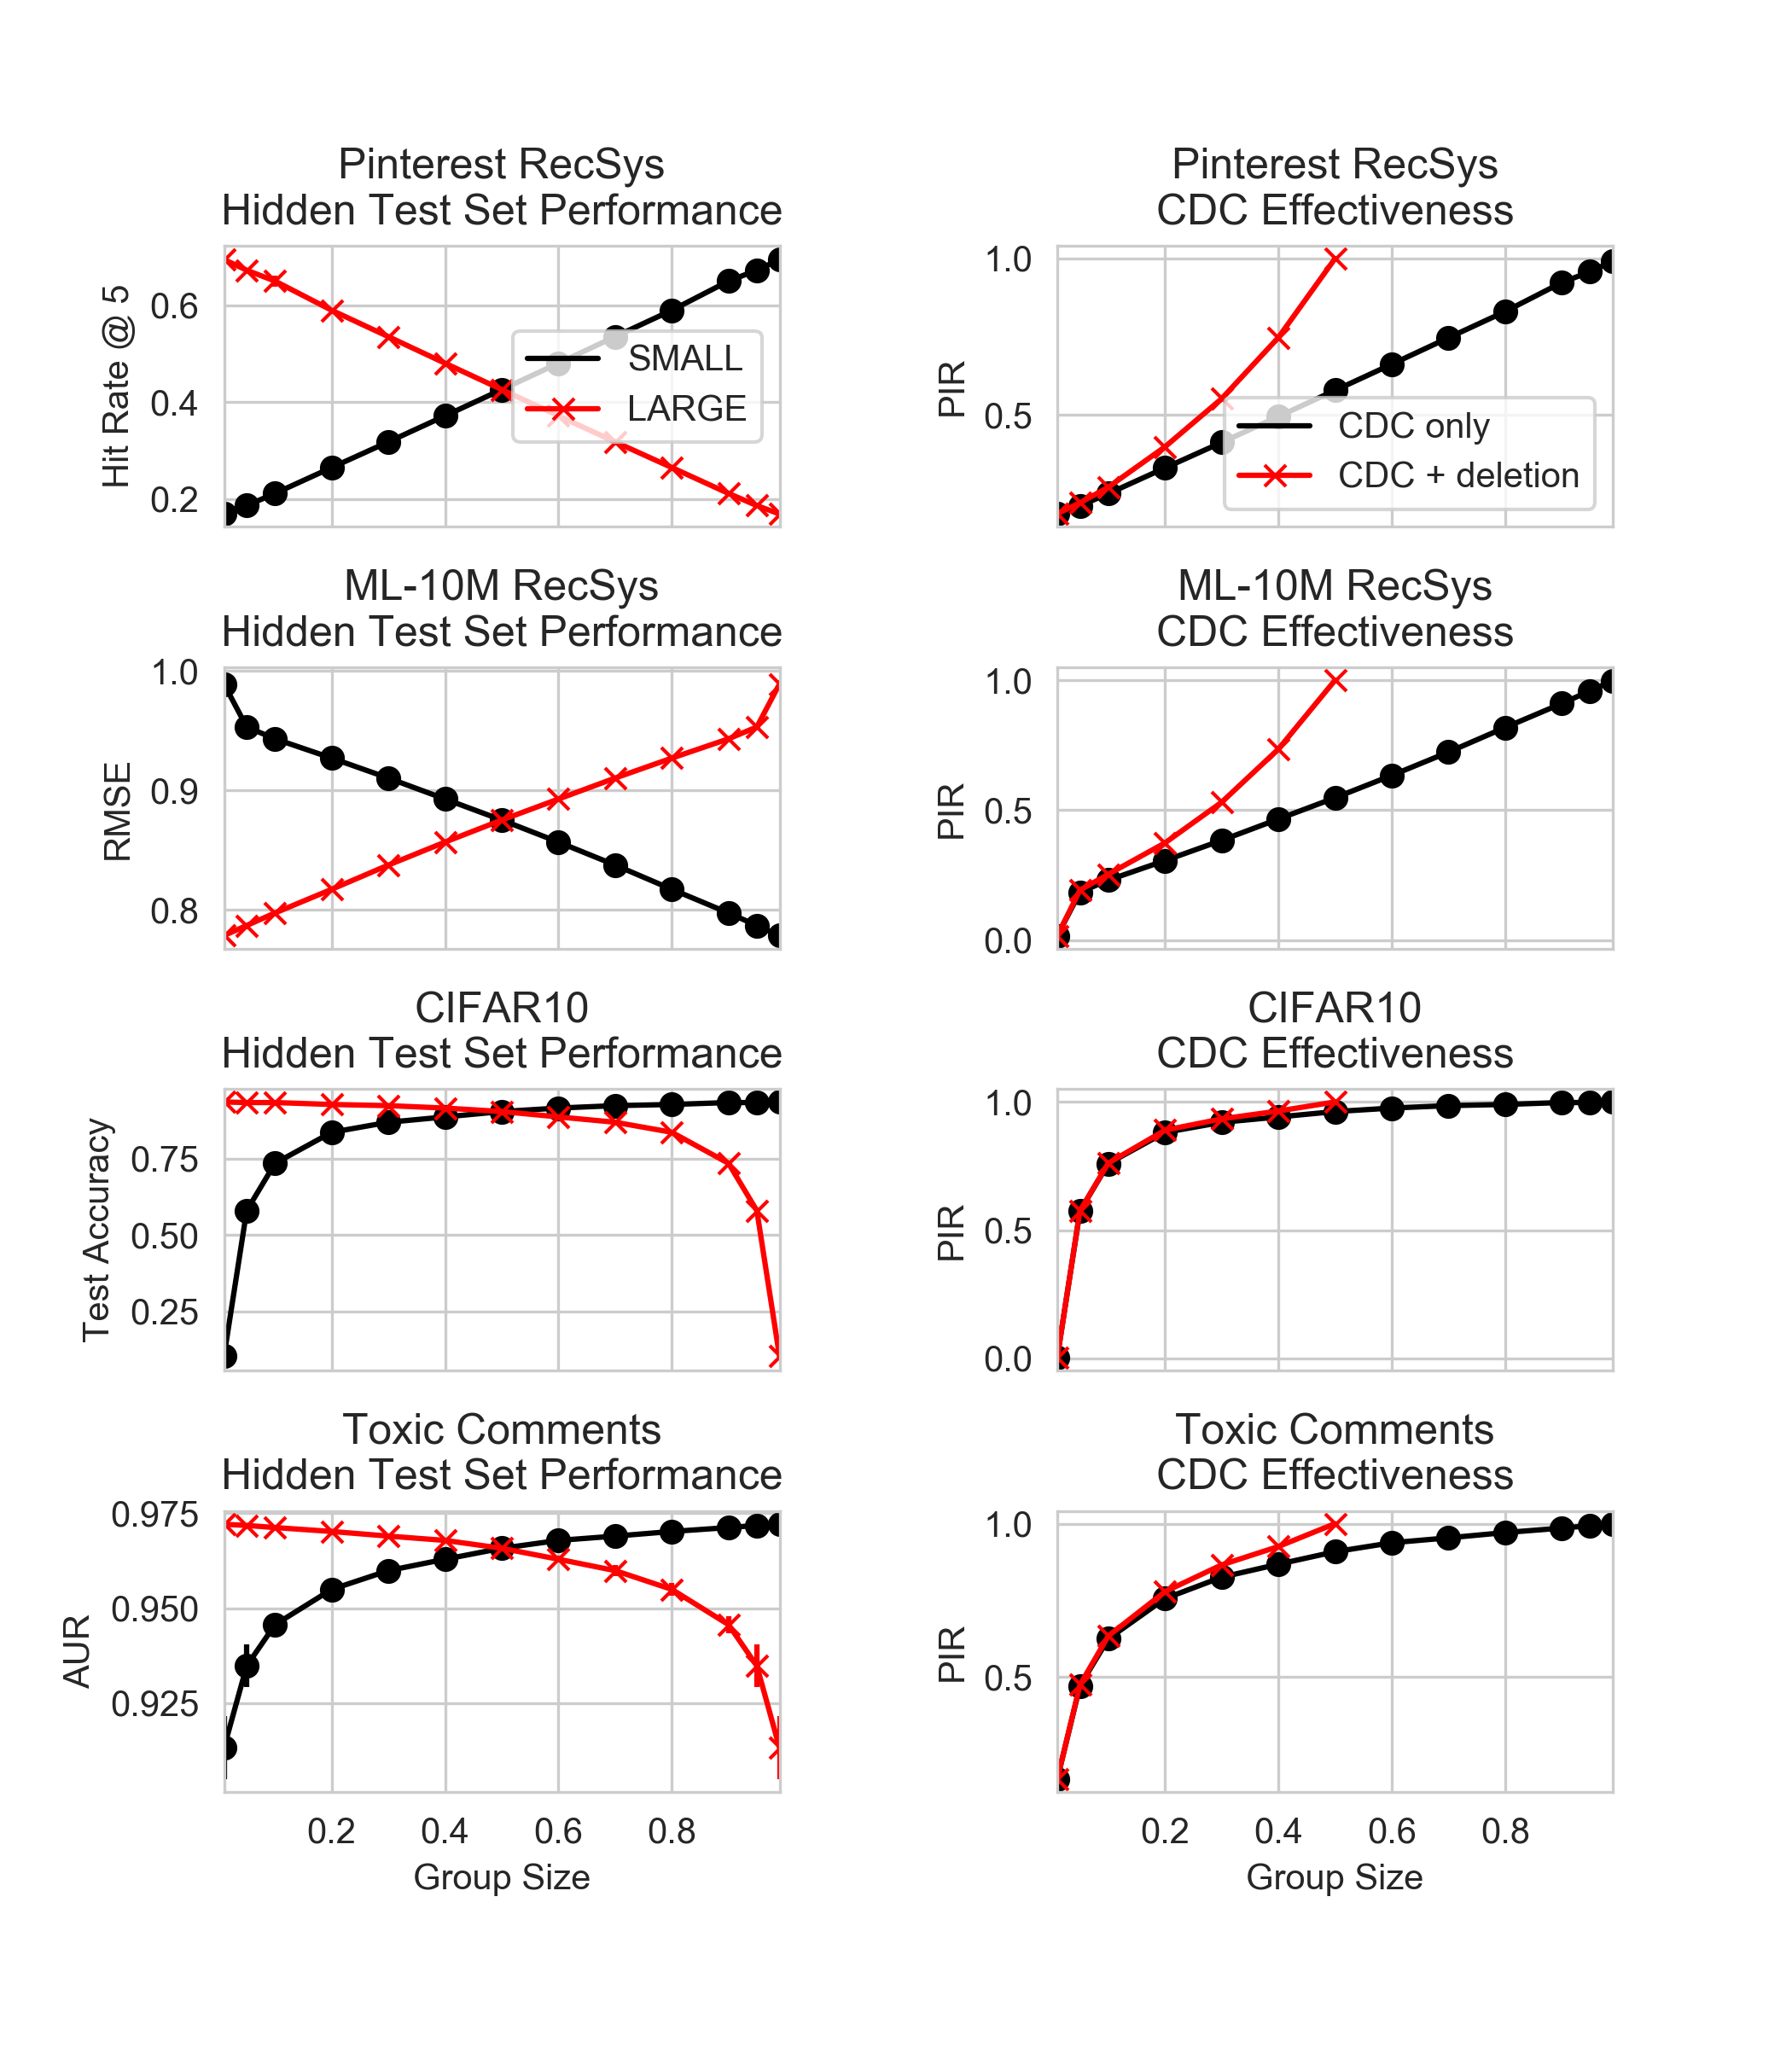 Pinterest RecSys
Hidden Test Set Performance
Hit Rate @ 5
0.6
0.4
0.2
SMALL
LARGE
Pinterest RecSys
CDC Effectiveness
PIR
1.0
0.5
CDC only
CDC + deletion
ML-10M RecSys
Hidden Test Set Performance
RMSE
1.0
0.9
0.8
ML-10M RecSys
CDC Effectiveness
PIR
1.0
0.5
0.0
CIFAR10
Hidden Test Set Performance
Test Accuracy
0.75
0.50
0.25
CIFAR10
CDC Effectiveness
PIR
1.0
0.5
0.0
Toxic Comments
Hidden Test Set Performance
AUR
0.975
0.950
0.925
0.2 0.4 0.6 0.8
Group Size
Toxic Comments
CDC Effectiveness
PIR
1.0
0.5
0.2 0.4 0.6 0.8
Group Size